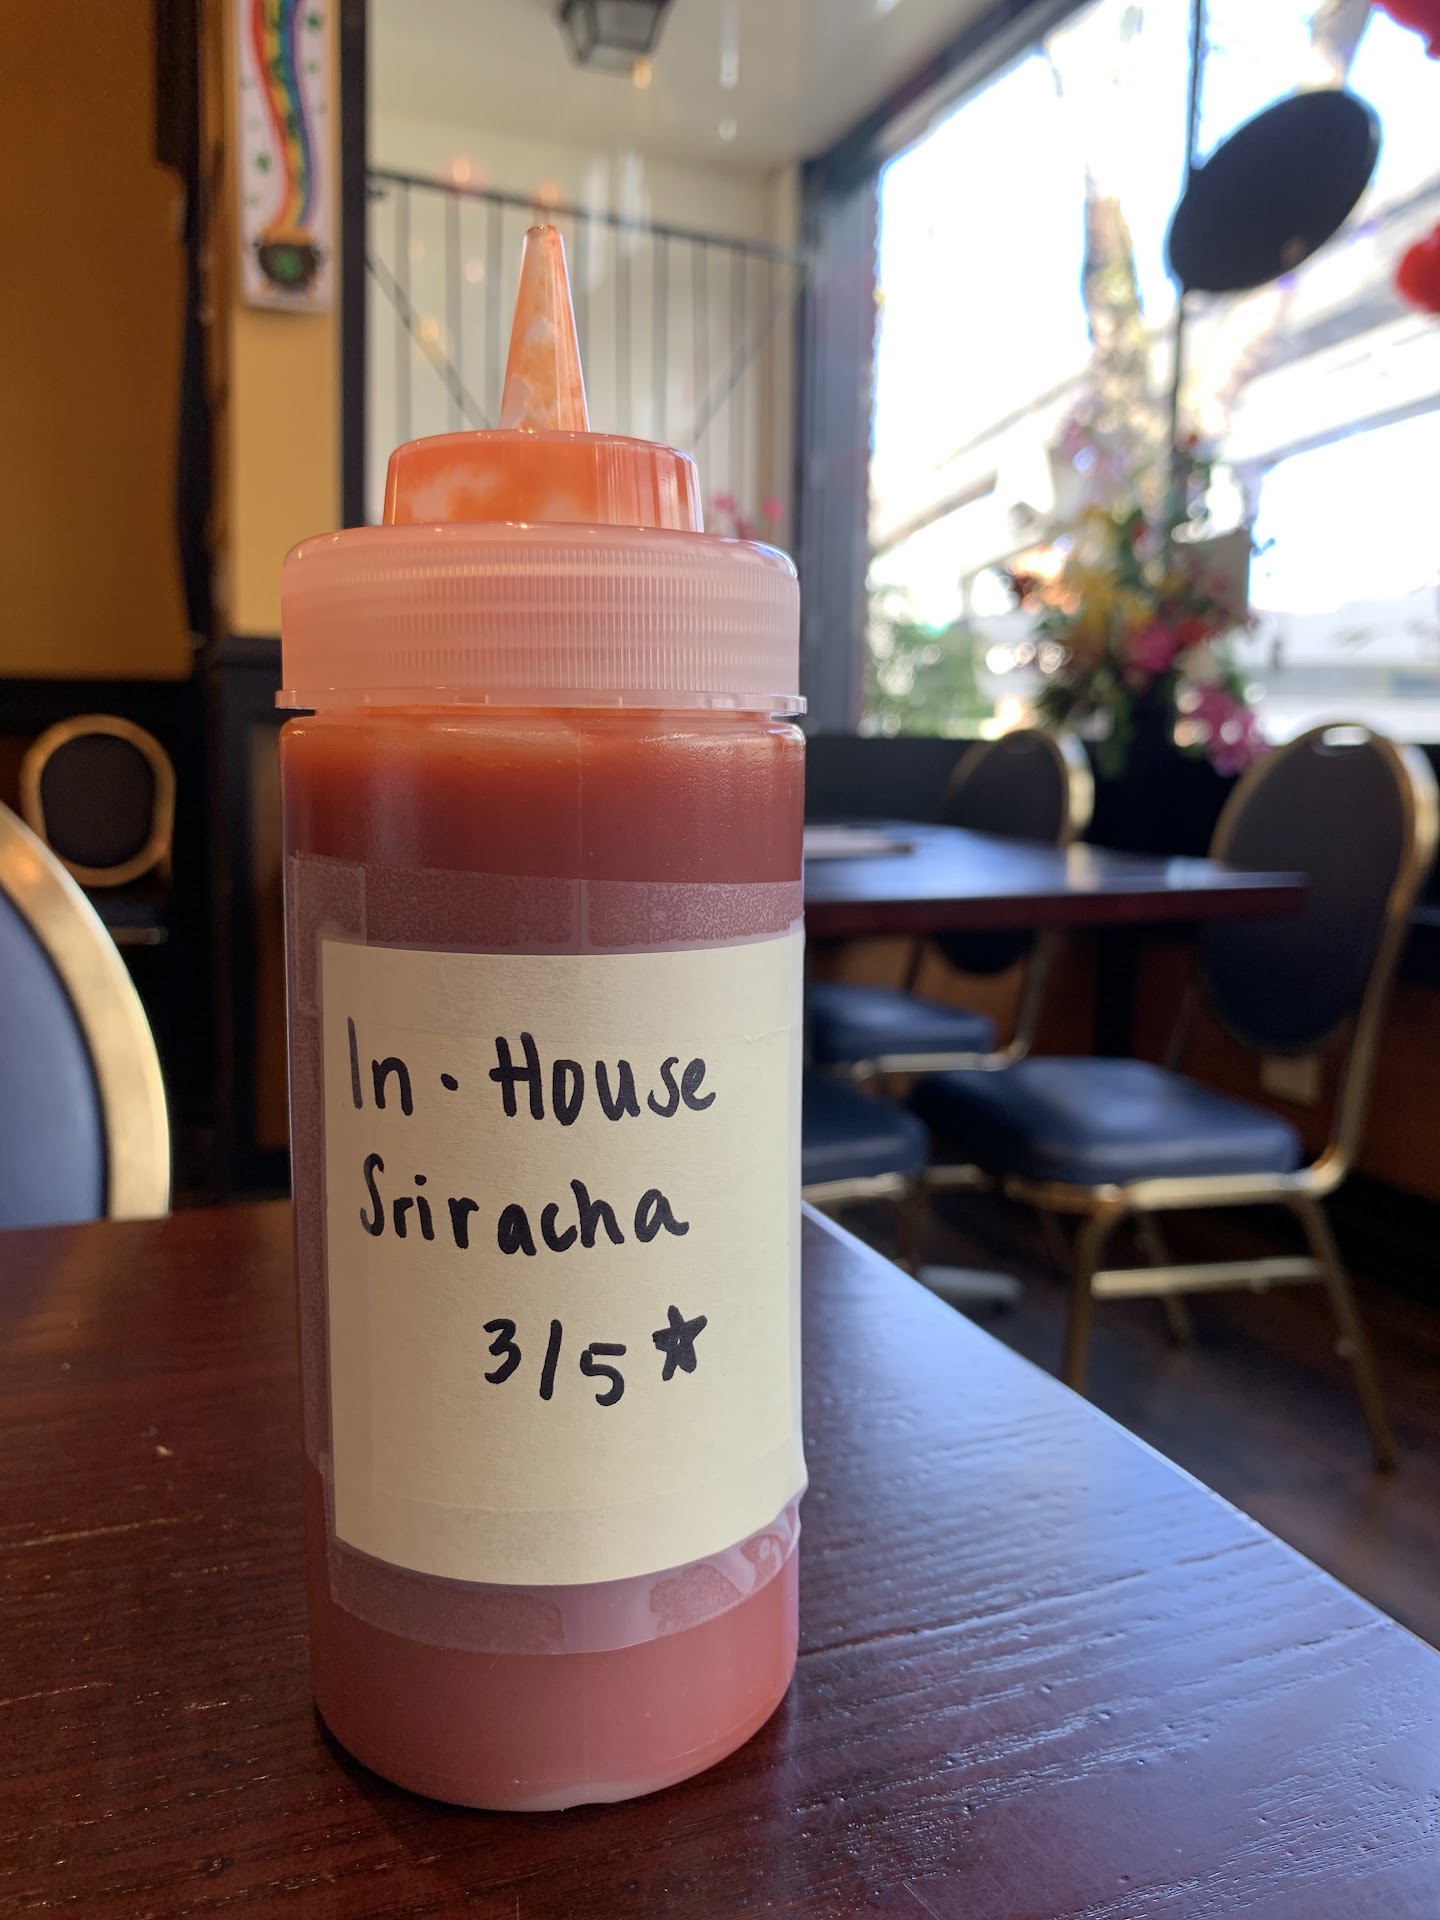 In-House
Sriracha
3/5★